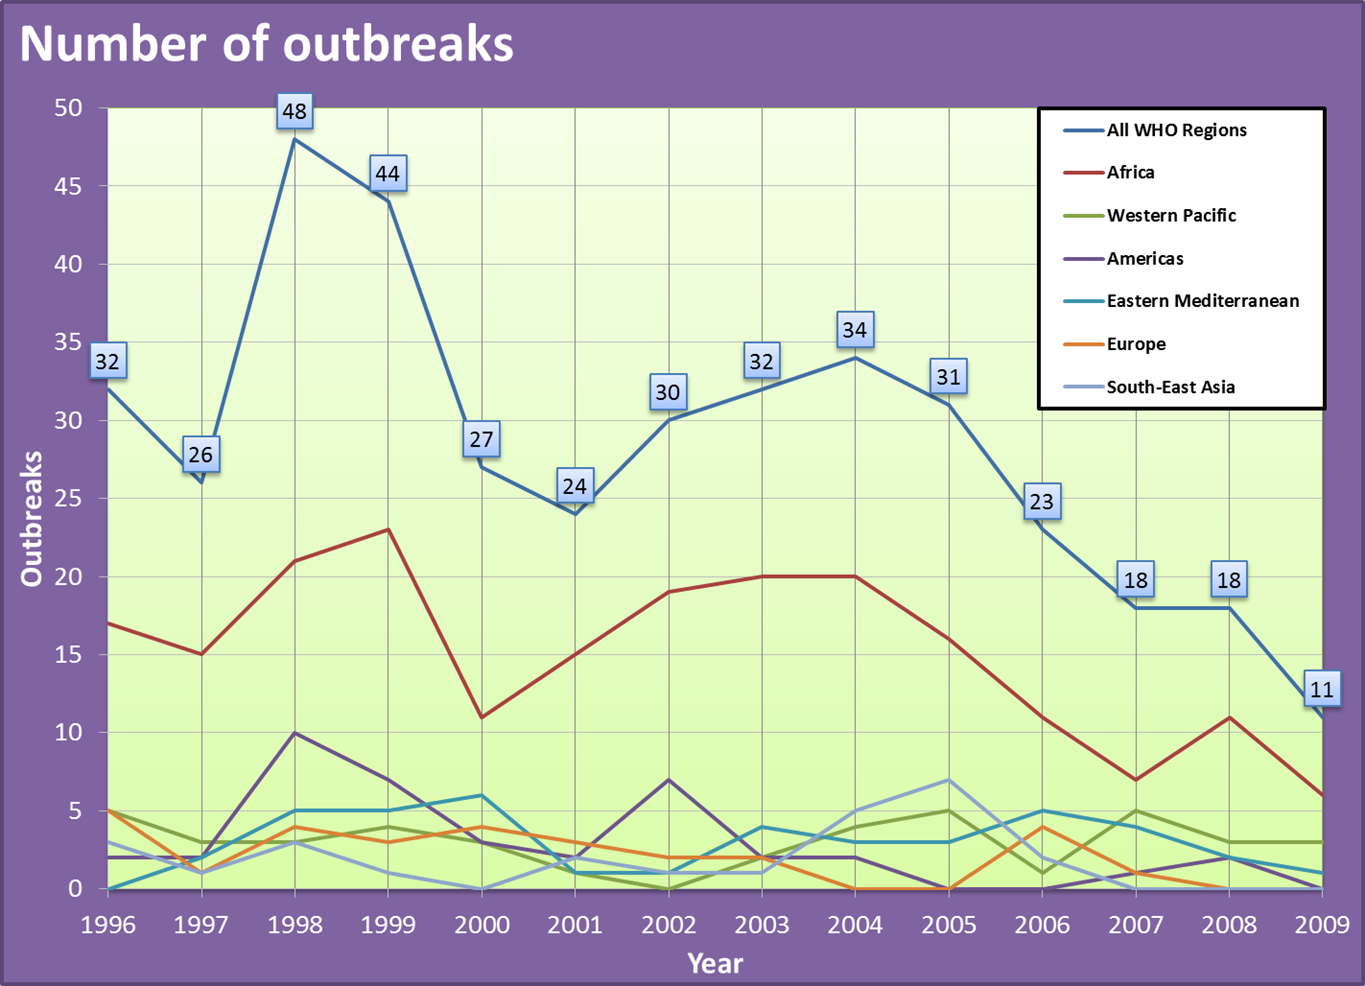 Number of outbreaks
50
45
40
35
30
25
20
15
10
5
0
Outbreaks
32
26
48
44
27
24
30
32
34
31
23
18
18
11
All WHO Regions
Africa
Western Pacific
Americas
Eastern Mediterranean
Europe
South-East Asia
1996 1997 1998 1999 2000 2001 2002 2003 2004 2005 2006 2007 2008 2009
Year